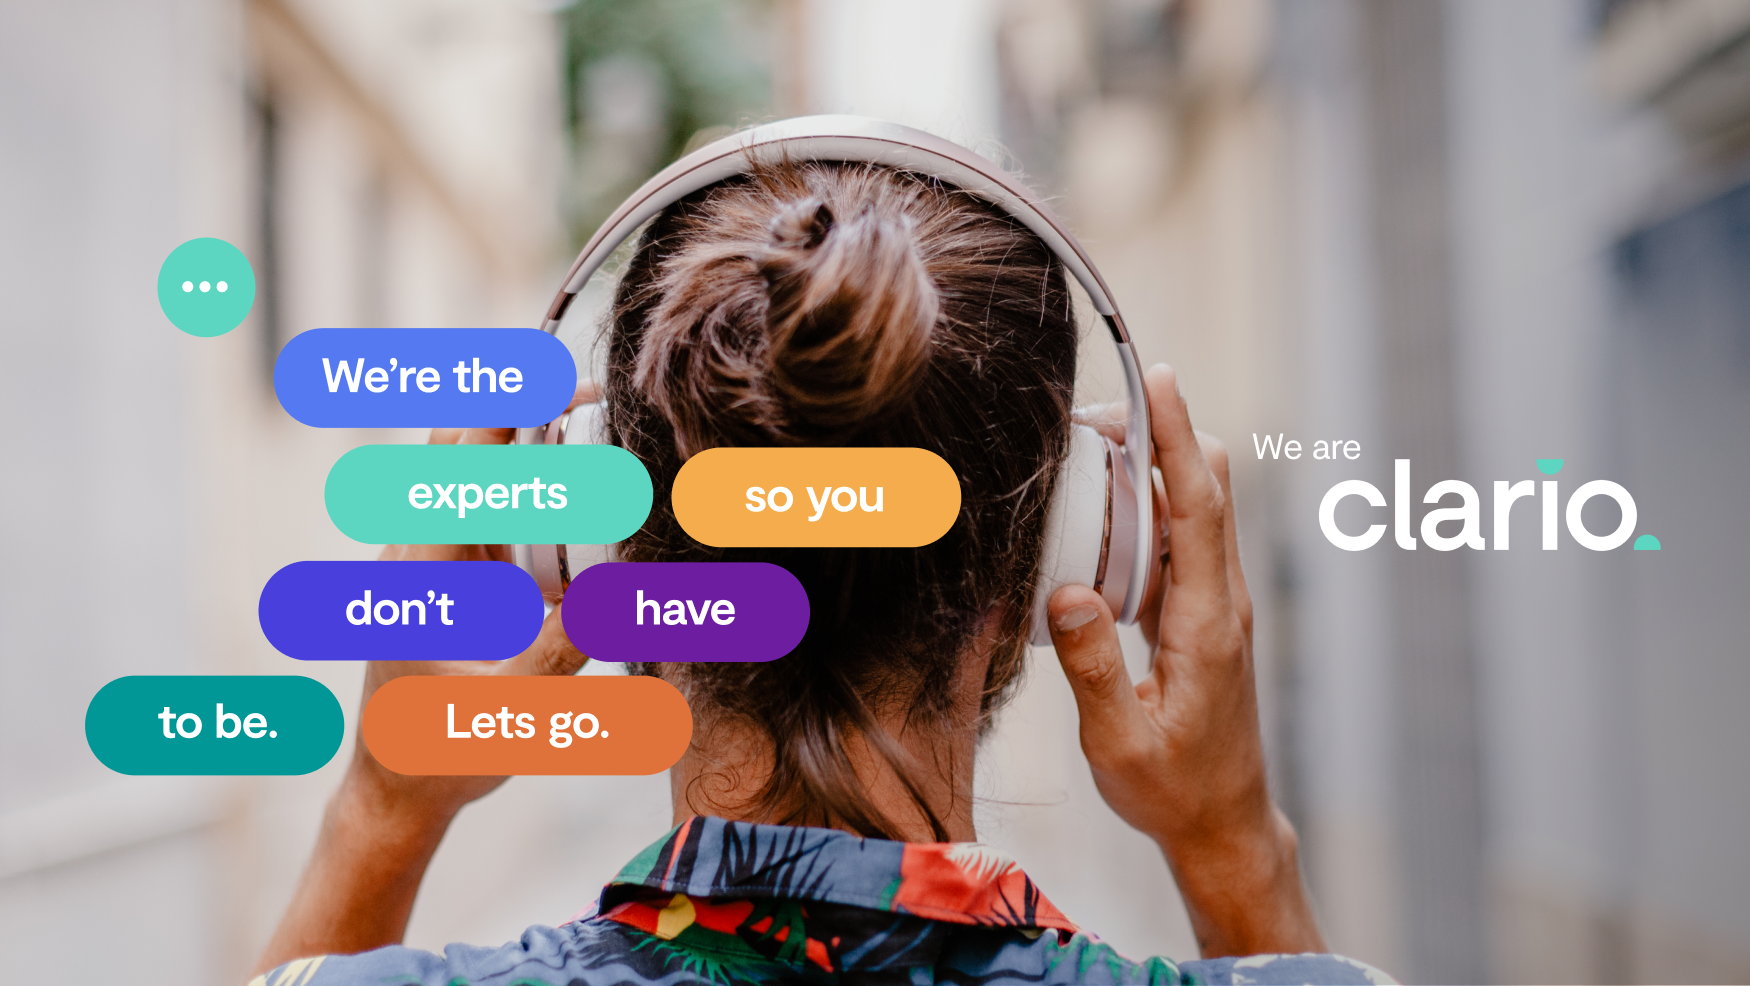 We’re the
experts so you
don’t have
to be. Lets go.
We are
clario.